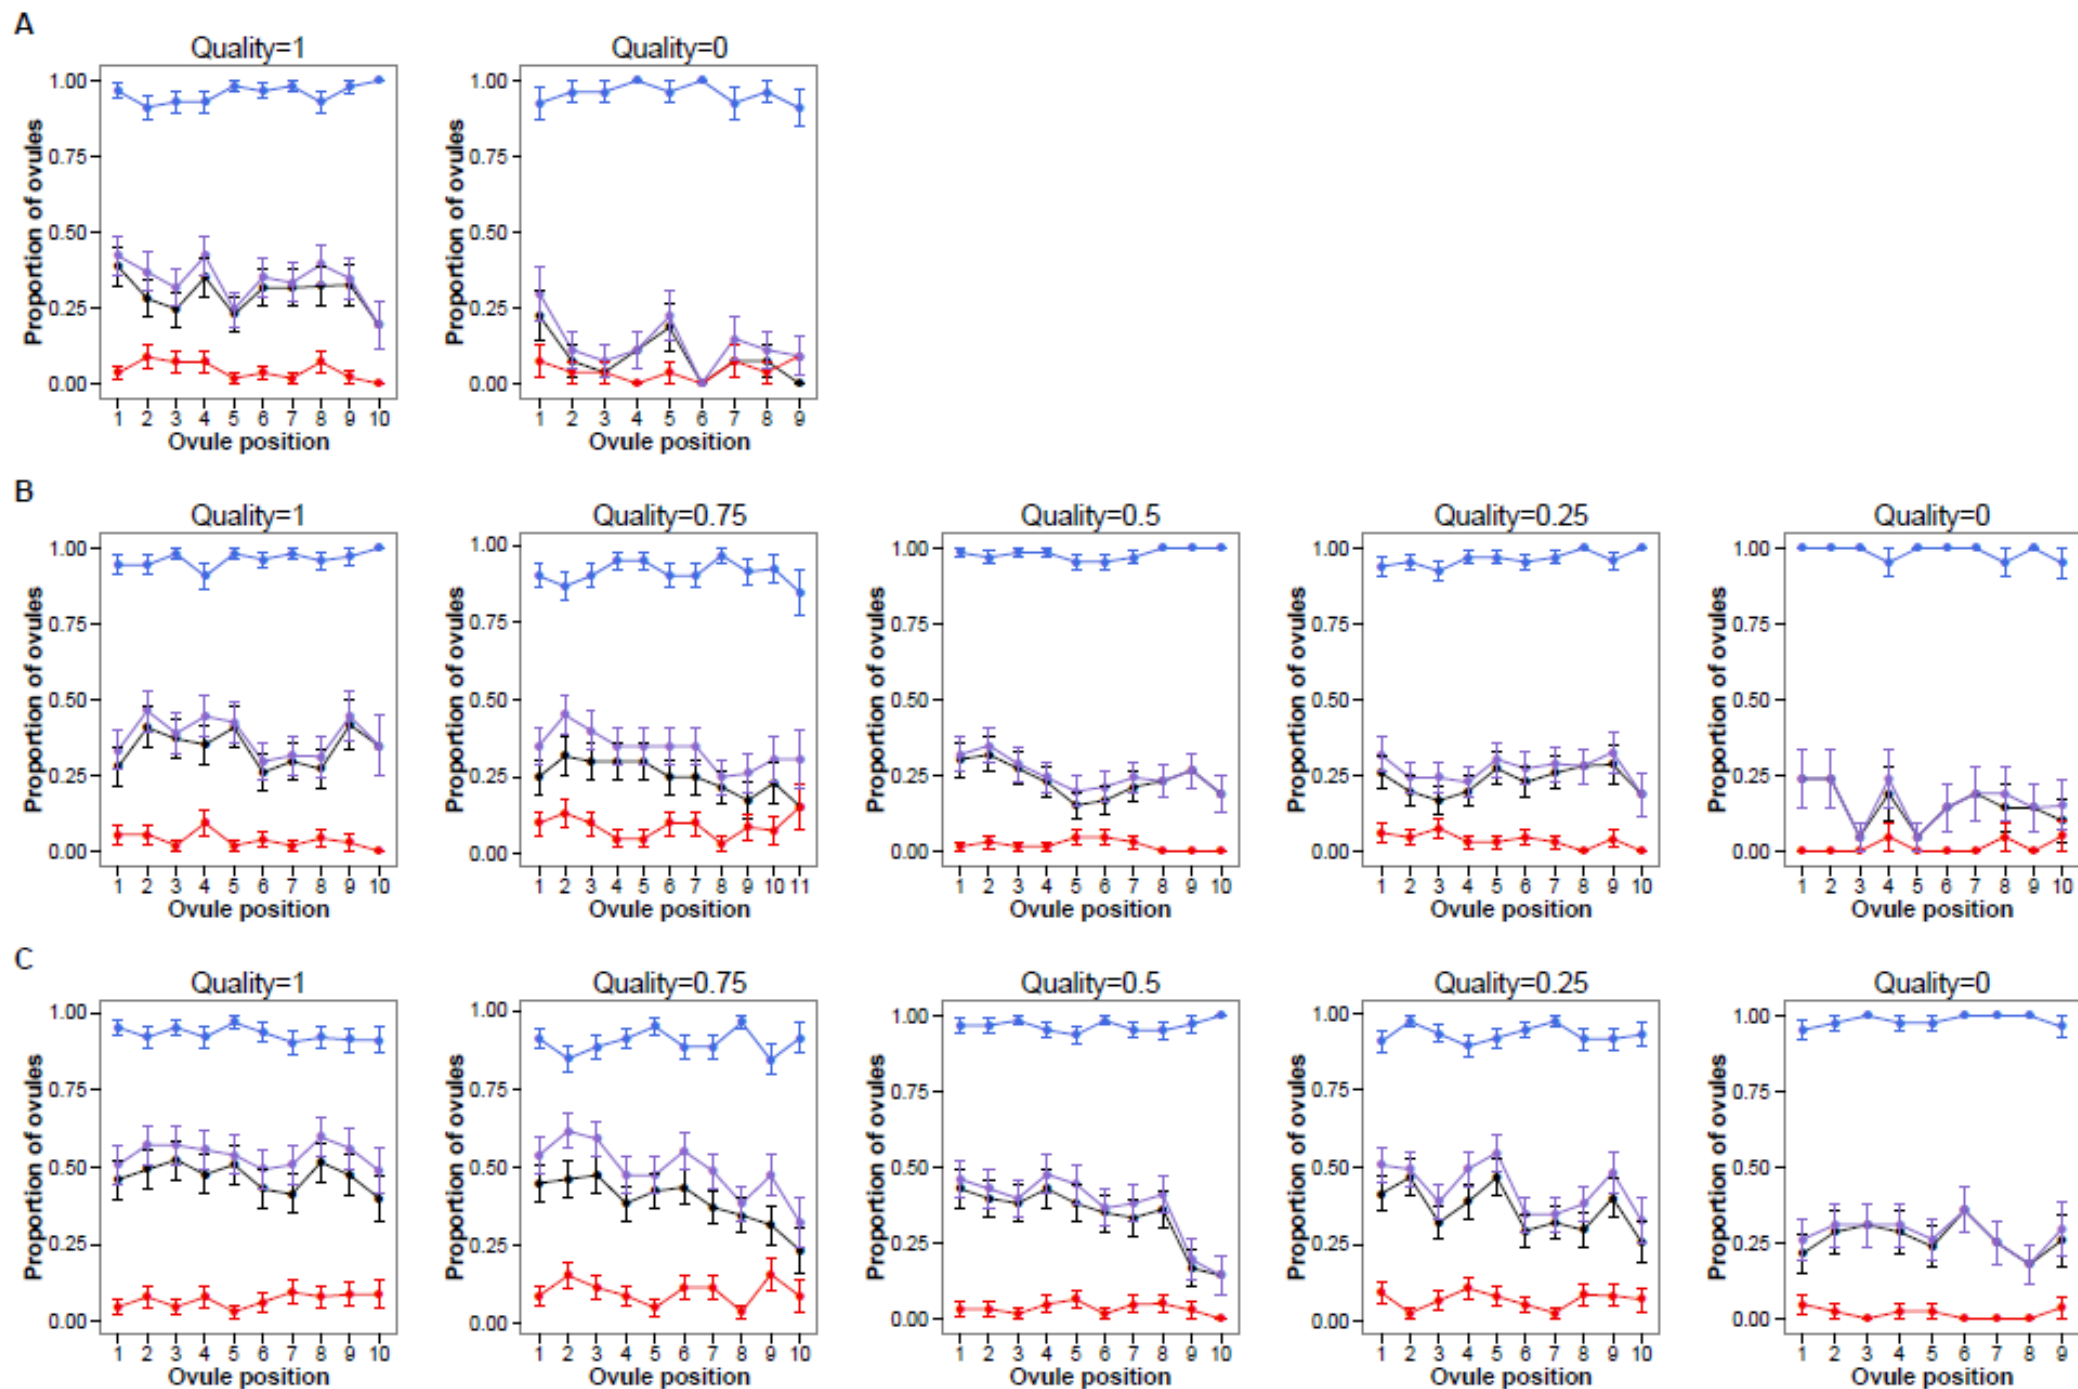 A
Quality=1
Quality=0
Proportion of ovules
1.00
0.75
0.50
0.25
0.00
1 2 3 4 5 6 7 8 9 10
Ovule position
Proportion of ovules
1.00
0.75
0.50
0.25
0.00
1 2 3 4 5 6 7 8 9
Ovule position
B
Quality=1
Quality=0.75
Quality=0.5
Quality=0.25
Quality=0
Proportion of ovules
1.00
0.75
0.50
0.25
0.00
1 2 3 4 5 6 7 8 9 10
Ovule position
Proportion of ovules
1.00
0.75
0.50
0.25
0.00
1 2 3 4 5 6 7 8 9 10 11
Ovule position
Proportion of ovules
1.00
0.75
0.50
0.25
0.00
1 2 3 4 5 6 7 8 9 10
Ovule position
Proportion of ovules
1.00
0.75
0.50
0.25
0.00
1 2 3 4 5 6 7 8 9 10
Ovule position
Proportion of ovules
1.00
0.75
0.50
0.25
0.00
1 2 3 4 5 6 7 8 9 10
Ovule position
C
Quality=1
Quality=0.75
Quality=0.5
Quality=0.25
Quality=0
Proportion of ovules
1.00
0.75
0.50
0.25
0.00
1 2 3 4 5 6 7 8 9 10
Ovule position
Proportion of ovules
1.00
0.75
0.50
0.25
0.00
1 2 3 4 5 6 7 8 9 10
Ovule position
Proportion of ovules
1.00
0.75
0.50
0.25
0.00
1 2 3 4 5 6 7 8 9 10
Ovule position
Proportion of ovules
1.00
0.75
0.50
0.25
0.00
1 2 3 4 5 6 7 8 9 10
Ovule position
Proportion of ovules
1.00
0.75
0.50
0.25
0.00
1 2 3 4 5 6 7 8 9
Ovule position